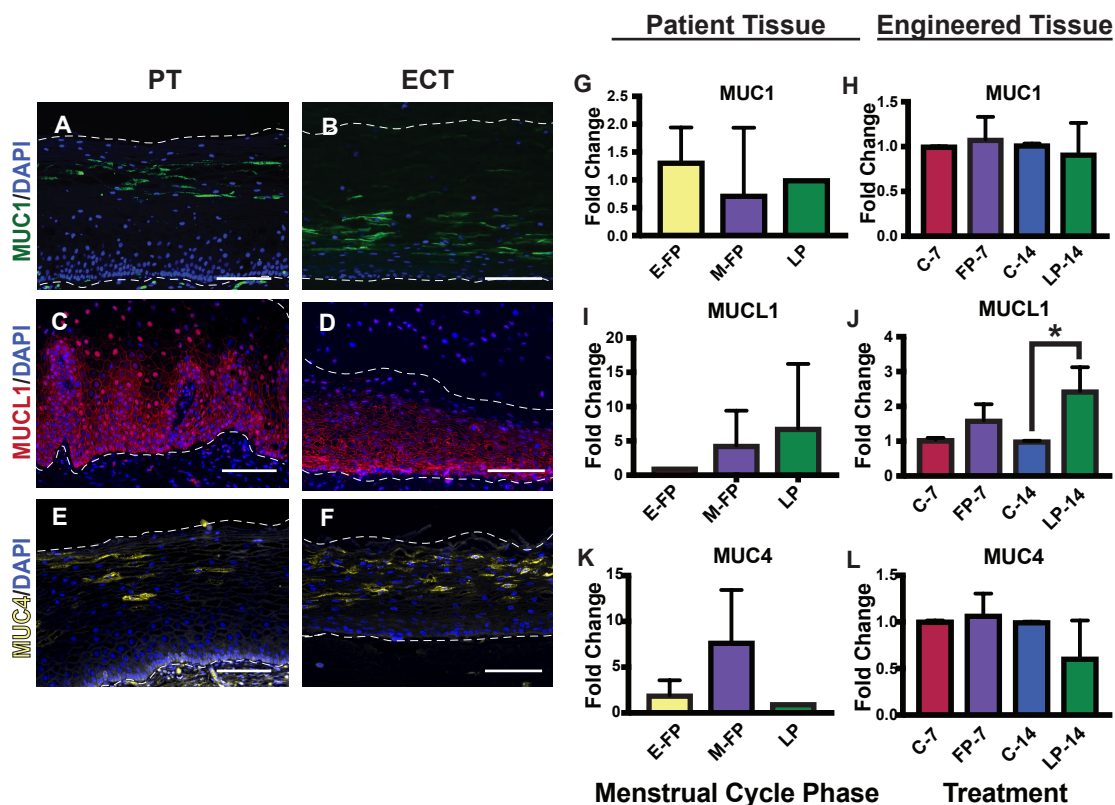 Patient Tissue
Engineered Tissue
PT
ECT
MUC1/DAPI
A
B
MUCL1/DAPI
C
D
MUC4/DAPI
E
F
G
MUC1
Fold Change
2.5
2.0
1.5
1.0
0.5
0.0
E-FP
M-FP
LP
H
MUC1
Fold Change
1.5
1.0
0.5
0.0
C-7
FP-7
C-14
LP-14
I
MUCL1
Fold Change
20
15
10
5
0
E-FP
M-FP
LP
J
MUCL1
*
Fold Change
4
3
2
1
0
C-7
FP-7
C-14
LP-14
K
MUC4
Fold Change
15
10
5
0
E-FP
M-FP
LP
L
MUC4
Fold Change
1.5
1.0
0.5
0.0
C-7
FP-7
C-14
LP-14
Menstrual Cycle Phase
Treatment